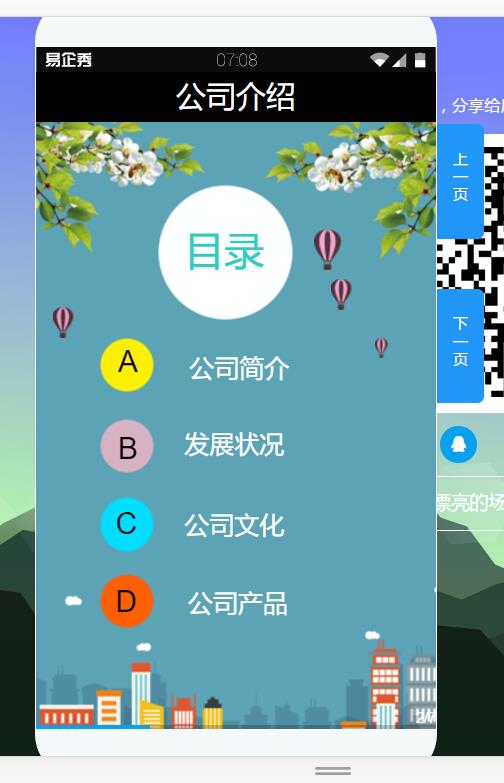 易企秀 07:08
公司介绍
，分享给
上一页
目录
下一页
A 公司简介
B 发展状况
C 公司文化
D 公司产品
漂亮的场